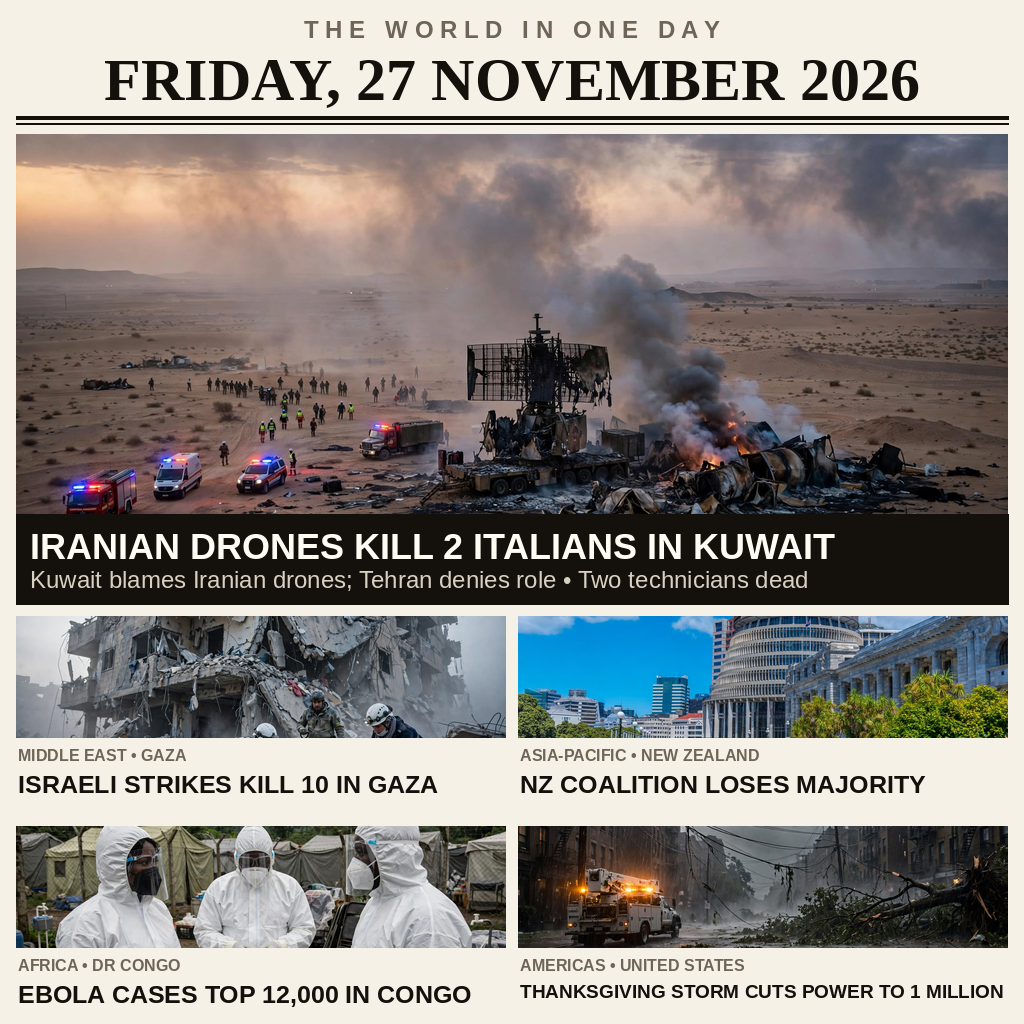 THE WORLD IN ONE DAY
FRIDAY, 27 NOVEMBER 2026
IRANIAN DRONES KILL 2 ITALIANS IN KUWAIT
Kuwait blames Iranian drones; Tehran denies role • Two technicians dead
MIDDLE EAST • GAZA
ISRAELI STRIKES KILL 10 IN GAZA
ASIA-PACIFIC • NEW ZEALAND
NZ COALITION LOSES MAJORITY
AFRICA • DR CONGO
EBOLA CASES TOP 12,000 IN CONGO
AMERICAS • UNITED STATES
THANKSGIVING STORM CUTS POWER TO 1 MILLION